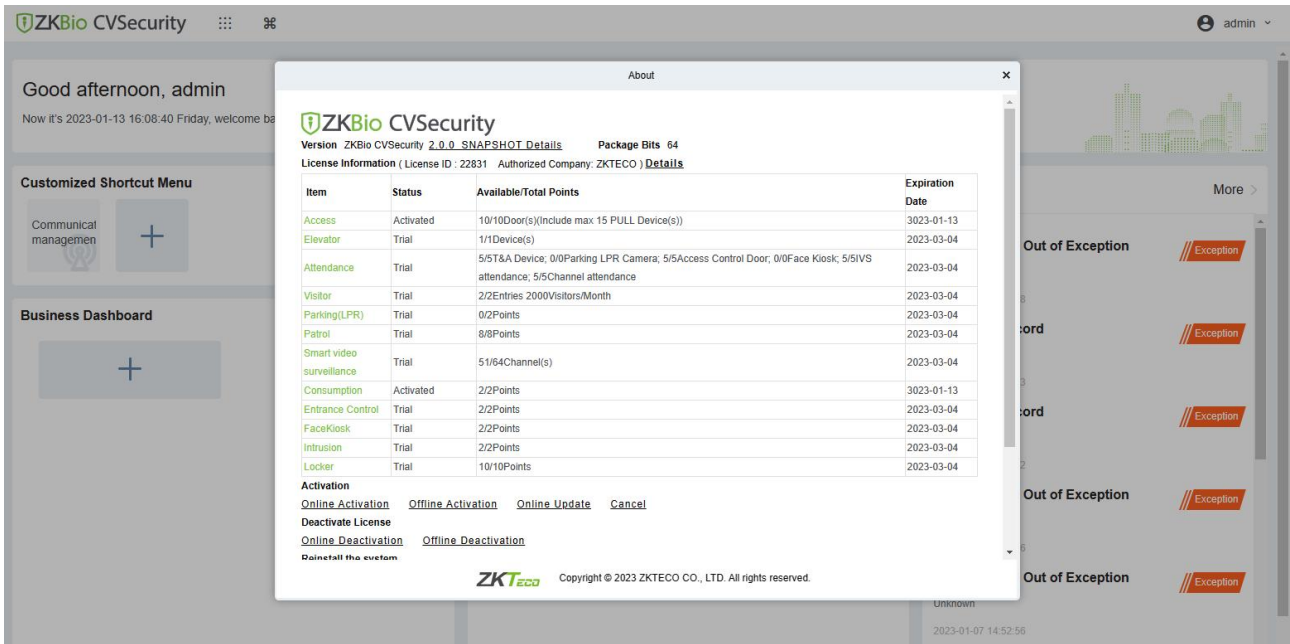 ZKBio CVSecurity
admin
Good afternoon, admin
Now it's 2023-01-13 16:08:40 Friday, welcome ba
Customized Shortcut Menu
Communicat
managemen
Business Dashboard
About
ZKBio CVSecurity
Version ZKBio CVSecurity 2.0.0_SNAPSHOT Details Package Bits 64
License Information ( License ID : 22831 Authorized Company: ZKTECO ) Details
Item Status Available/Total Points Expiration Date
Access Activated 10/10Door(s)(Include max 15 PULL Device(s)) 3023-01-13
Elevator Trial 1/1Device(s) 2023-03-04
Attendance Trial 5/5T&A Device; 0/0Parking LPR Camera; 5/5Access Control Door; 0/0Face Kiosk; 5/5IVS
attendance; 5/5Channel attendance 2023-03-04
Visitor Trial 2/2Entries 2000Visitors/Month 2023-03-04
Parking(LPR) Trial 0/2Points 2023-03-04
Patrol Trial 8/8Points 2023-03-04
Smart video
surveillance Trial 51/64Channel(s) 2023-03-04
Consumption Activated 2/2Points 3023-01-13
Entrance Control Trial 2/2Points 2023-03-04
FaceKiosk Trial 2/2Points 2023-03-04
Intrusion Trial 2/2Points 2023-03-04
Locker Trial 10/10Points 2023-03-04
Activation
Online Activation Offline Activation Online Update Cancel
Deactivate License
Online Deactivation Offline Deactivation
Reinstall the system
ZKTeco Copyright © 2023 ZKTECO CO., LTD. All rights reserved.
More
Out of Exception
Exception
8
cord
Exception
3
cord
Exception
2
Out of Exception
Exception
6
Out of Exception
Exception
Unknown
2023-01-07 14:52:56